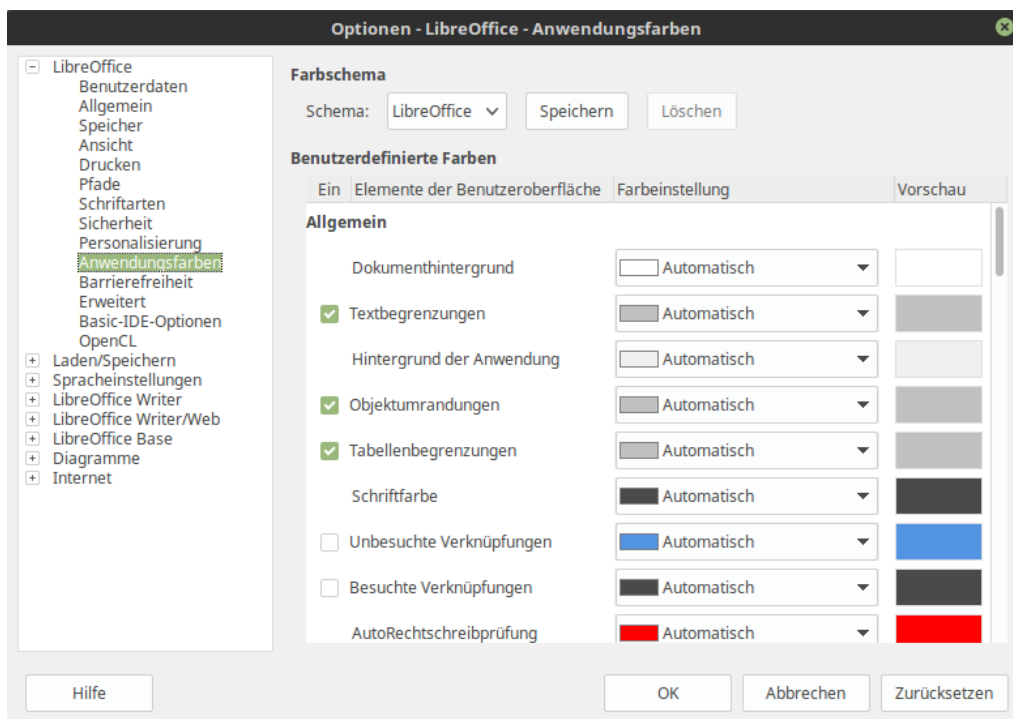 Optionen - LibreOffice - Anwendungsfarben
LibreOffice
Benutzerdaten
Allgemein
Speicher
Ansicht
Drucken
Pfade
Schriftarten
Sicherheit
Personalisierung
Anwendungsfarben
Barrierefreiheit
Erweitert
Basic-IDE-Optionen
OpenCL
Laden/Speichern
Spracheinstellungen
LibreOffice Writer
LibreOffice Writer/Web
LibreOffice Base
Diagramme
Internet
Farbschema
Schema: LibreOffice Speichern Löschen
Benutzerdefinierte Farben
Ein Elemente der Benutzeroberfläche Farbeinstellung Vorschau
Allgemein
Dokumenthintergrund Automatisch
Textbegrenzungen Automatisch
Hintergrund der Anwendung Automatisch
Objektumrandungen Automatisch
Tabellenbegrenzungen Automatisch
Schriftfarbe Automatisch
Unbesuchte Verknüpfungen Automatisch
Besuchte Verknüpfungen Automatisch
AutoRechtschreibprüfung Automatisch
Hilfe OK Abbrechen Zurücksetzen